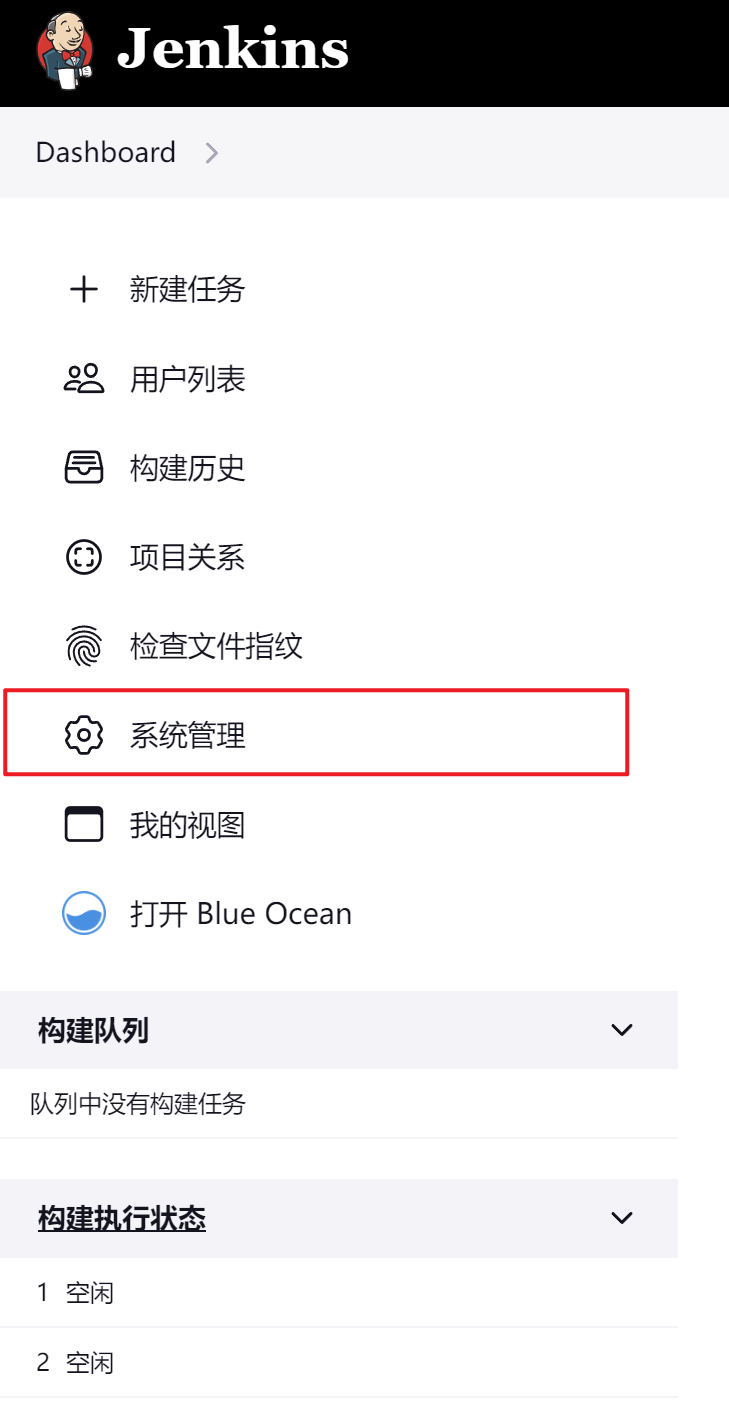 Jenkins
Dashboard
新建任务
用户列表
构建历史
项目关系
检查文件指纹
系统管理
我的视图
打开 Blue Ocean
构建队列
队列中没有构建任务
构建执行状态
1 空闲
2 空闲